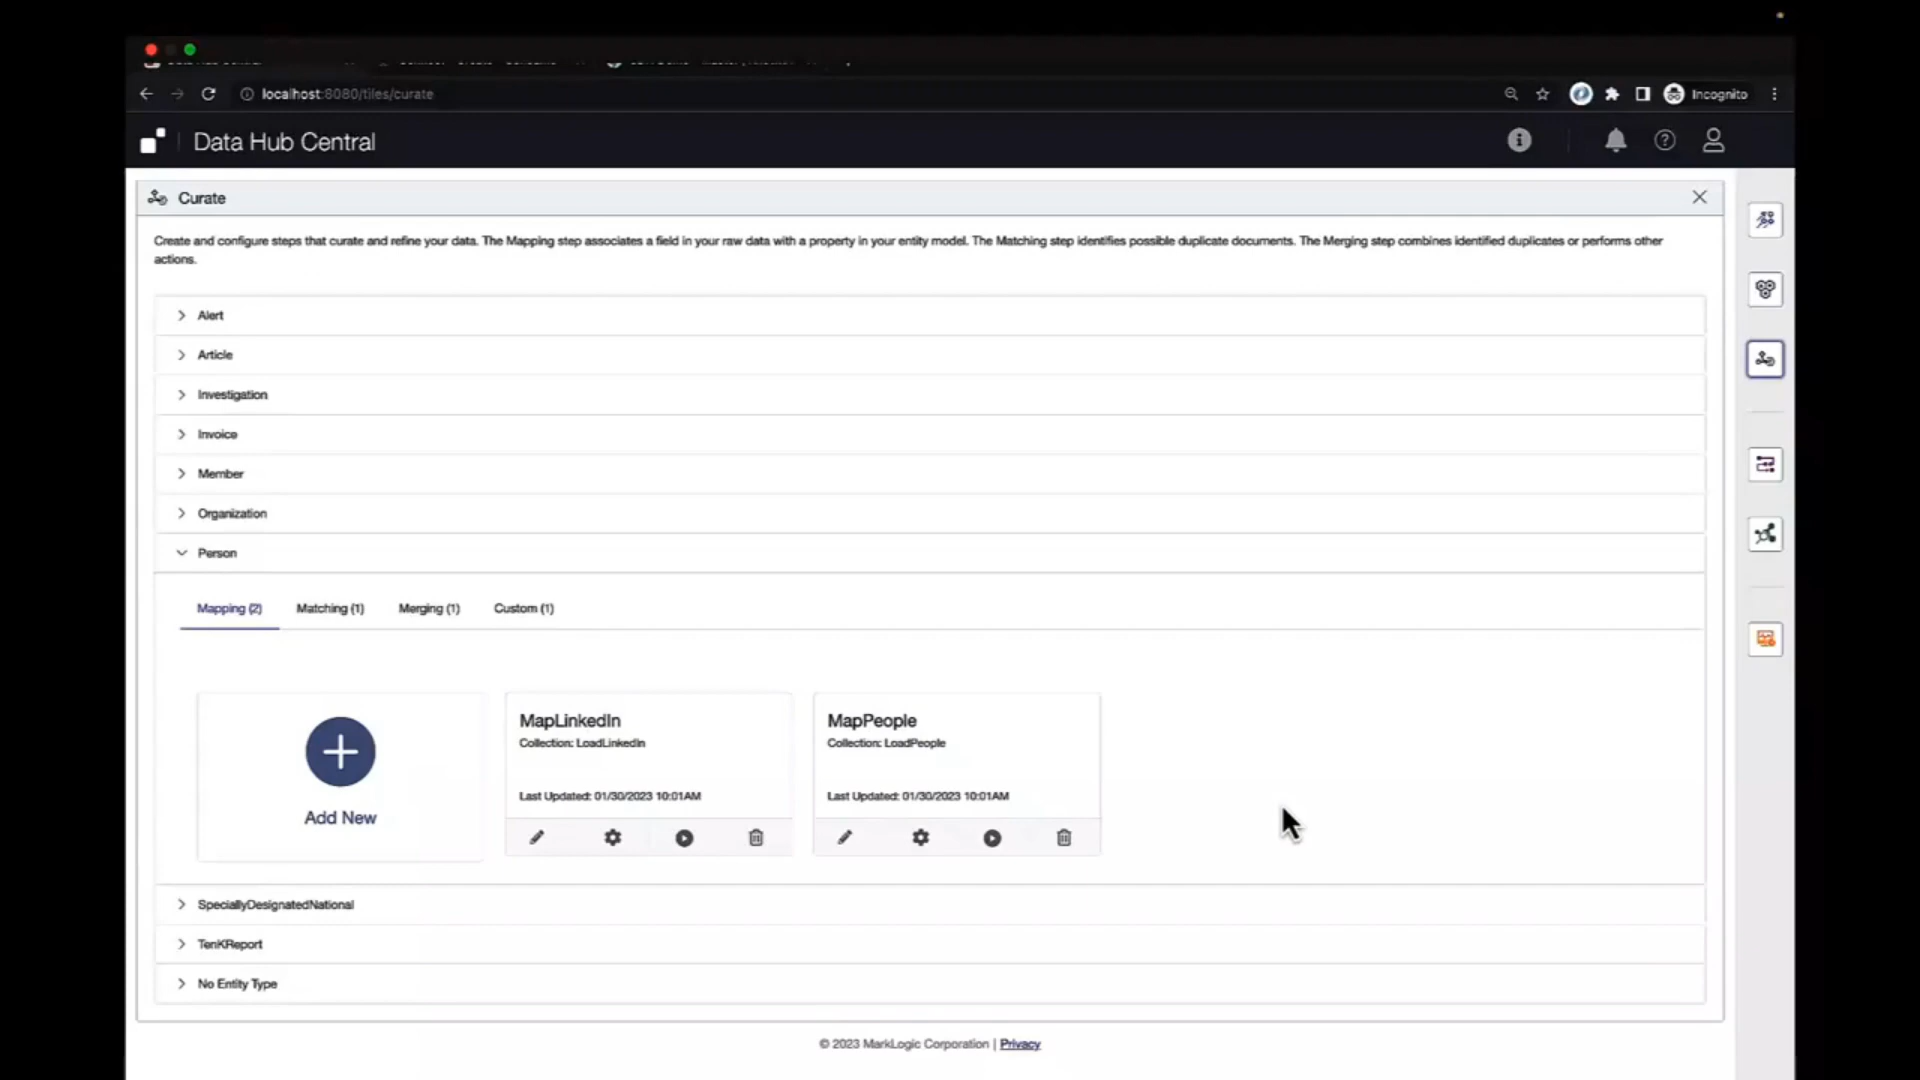 localhost:8080/tiles/curate
Incognito
Data Hub Central
Curate
Create and configure steps that curate and refine your data. The Mapping step associates a field in your raw data with a property in your entity model. The Matching step identifies possible duplicate documents. The Merging step combines identified duplicates or performs other
actions.
Alert
Article
Investigation
Invoice
Member
Organization
Person
Mapping (2) Matching (1) Merging (1) Custom (1)
MapLinkedIn
Collection: LoadLinkedIn
Last Updated: 01/30/2023 10:01AM
MapPeople
Collection: LoadPeople
Last Updated: 01/30/2023 10:01AM
Add New
SpeciallyDesignatedNational
TenKReport
No Entity Type
© 2023 MarkLogic Corporation | Privacy